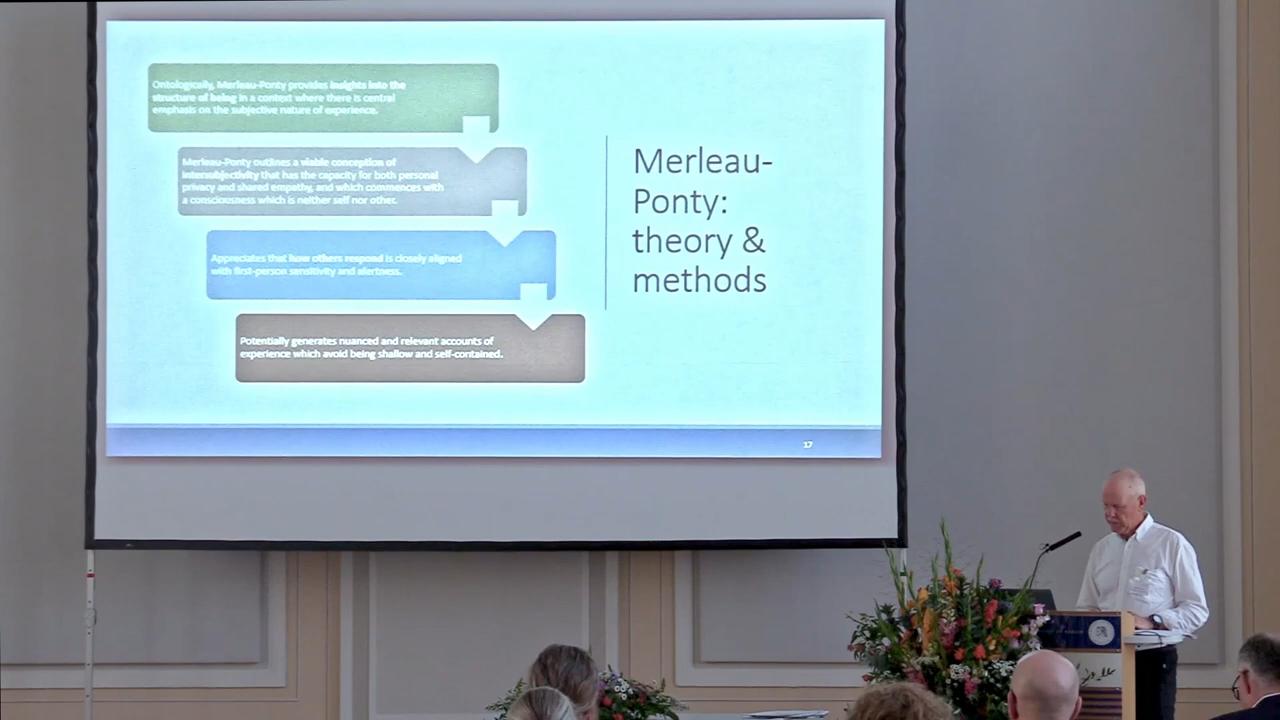 Ontologically, Merleau-Ponty provides insights into the
structure of being in a context where there is central
emphasis on the subjective nature of experience.
Merleau-Ponty outlines a viable conception of
intersubjectivity that has the capacity for both personal
privacy and shared empathy, and which commences with
a consciousness which is neither self nor other.
Appreciates that how others respond is closely aligned
with first-person sensitivity and alertness.
Potentially generates nuanced and relevant accounts of
experience which avoid being shallow and self-contained.
Merleau-
Ponty:
theory &
methods
17